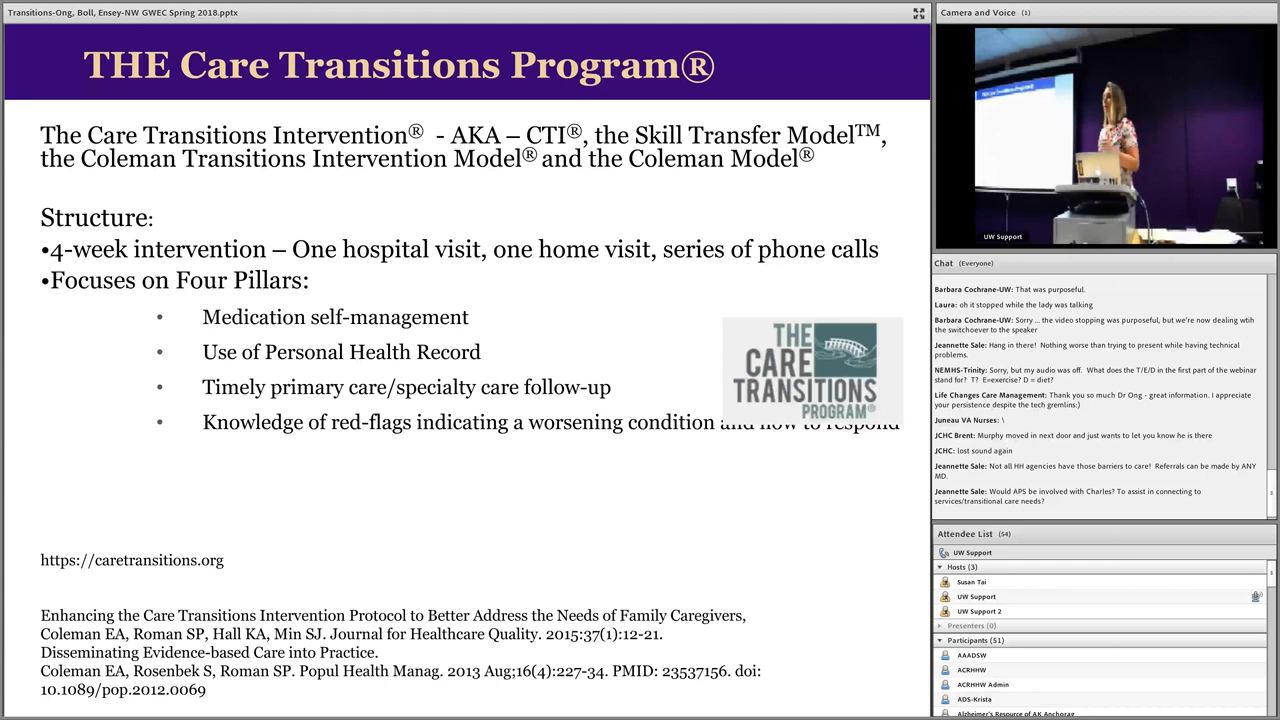 Transitions-Ong, Boll, Ensey-NW GWEC Spring 2018.pptx
THE Care Transitions Program®
The Care Transitions Intervention® - AKA – CTI®, the Skill Transfer Model™,
the Coleman Transitions Intervention Model® and the Coleman Model®
Structure:
•4-week intervention – One hospital visit, one home visit, series of phone calls
•Focuses on Four Pillars:
• Medication self-management
• Use of Personal Health Record
• Timely primary care/specialty care follow-up
• Knowledge of red-flags indicating a worsening condition and how to respond
THE
CARE
TRANSITIONS
PROGRAM®
https://caretransitions.org
Enhancing the Care Transitions Intervention Protocol to Better Address the Needs of Family Caregivers,
Coleman EA, Roman SP, Hall KA, Min SJ. Journal for Healthcare Quality. 2015:37(1):12-21.
Disseminating Evidence-based Care into Practice.
Coleman EA, Rosenbek S, Roman SP. Popul Health Manag. 2013 Aug;16(4):227-34. PMID: 23537156. doi:
10.1089/pop.2012.0069
Camera and Voice (1)
UW Support
Chat (Everyone)
Barbara Cochrane-UW: That was purposeful.
Laura: oh it stopped while the lady was talking
Barbara Cochrane-UW: Sorry ... the video stopping was purposeful, but we're now dealing wtih
the switchoever to the speaker
Jeannette Sale: Hang in there! Nothing worse than trying to present while having technical
problems.
NEMHS-Trinity: Sorry, but my audio was off. What does the T/E/D in the first part of the webinar
stand for? T? E=exercise? D = diet?
Life Changes Care Management: Thank you so much Dr Ong - great information. I appreciate
your persistence despite the tech gremlins:)
Juneau VA Nurses: \
JCHC Brent: Murphy moved in next door and just wants to let you know he is there
JCHC: lost sound again
Jeannette Sale: Not all HH agencies have those barriers to care! Referrals can be made by ANY
MD.
Jeannette Sale: Would APS be involved with Charles? To assist in connecting to
services/transitional care needs?
Attendee List (54)
UW Support
Hosts (3)
Susan Tai
UW Support
UW Support 2
Presenters (0)
Participants (51)
AAADSW
ACRHHW
ACRHHW Admin
ADS-Krista
Alzheimer's Resource of AK Anchorag